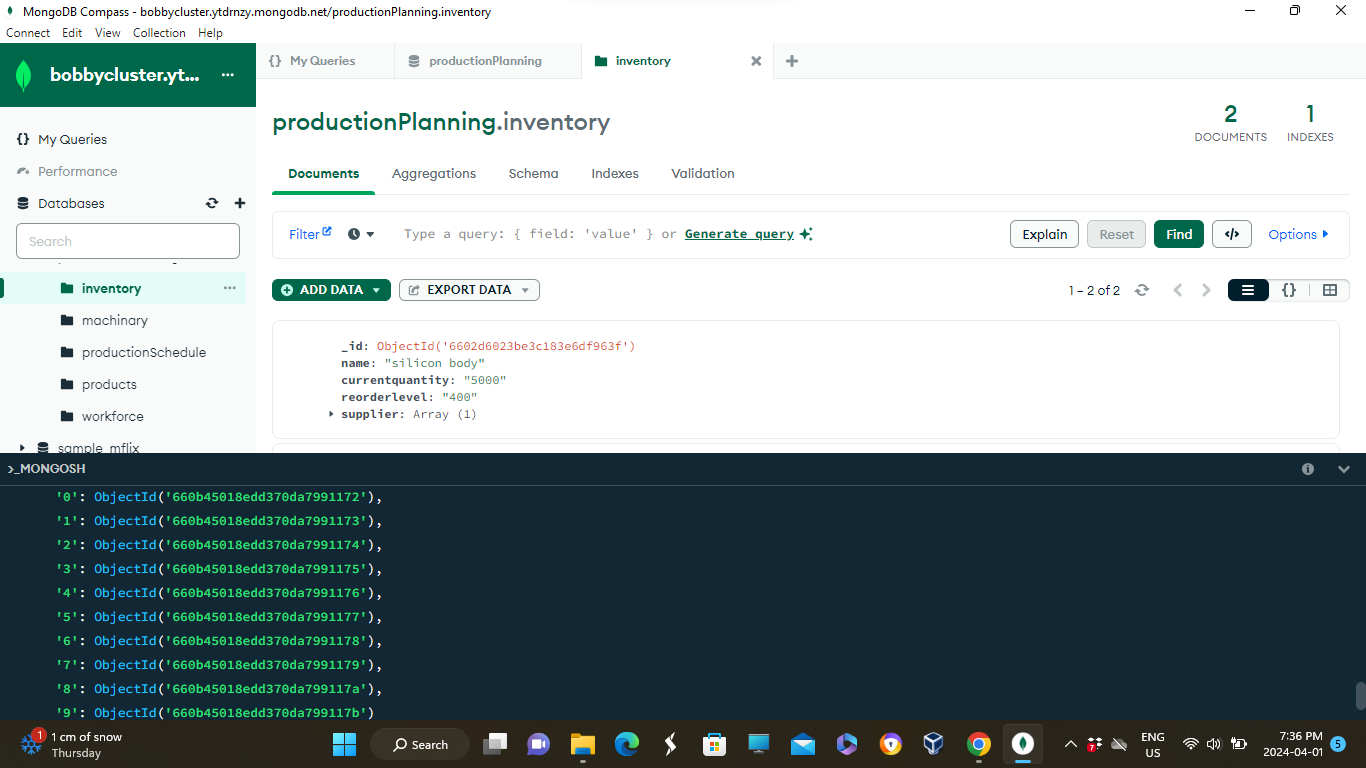 MongoDB Compass - bobbycluster.ytdrnzy.mongodb.net/productionPlanning.inventory
Connect Edit View Collection Help
bobbycluster.yt... ...
{} My Queries
productionPlanning
inventory
My Queries
Performance
Databases
Search
inventory ...
machinary
productionSchedule
products
workforce
sample_mflix
productionPlanning.inventory
2
DOCUMENTS
1
INDEXES
Documents Aggregations Schema Indexes Validation
Filter Type a query: { field: 'value' } or Generate query Explain Reset Find </> Options
ADD DATA EXPORT DATA 1 – 2 of 2 {}
_id: ObjectId('6602d6023be3c183e6df963f')
name: "silicon body"
currentquantity: "5000"
reorderlevel: "400"
supplier: Array (1)
>_MONGOSH
'0': ObjectId('660b45018edd370da7991172'),
'1': ObjectId('660b45018edd370da7991173'),
'2': ObjectId('660b45018edd370da7991174'),
'3': ObjectId('660b45018edd370da7991175'),
'4': ObjectId('660b45018edd370da7991176'),
'5': ObjectId('660b45018edd370da7991177'),
'6': ObjectId('660b45018edd370da7991178'),
'7': ObjectId('660b45018edd370da7991179'),
'8': ObjectId('660b45018edd370da799117a'),
'9': ObjectId('660b45018edd370da799117b')
1
1 cm of snow
Thursday
Search
7
ENG
US
7:36 PM
2024-04-01
5